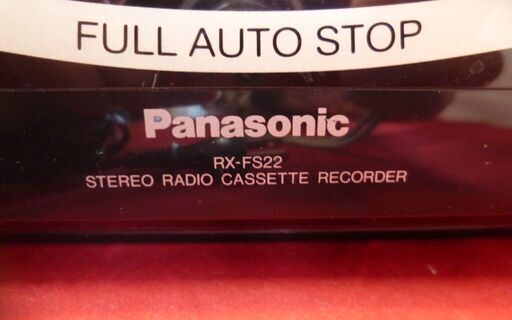 FULL AUTO STOP
Panasonic
RX-FS22
STEREO RADIO CASSETTE RECORDER